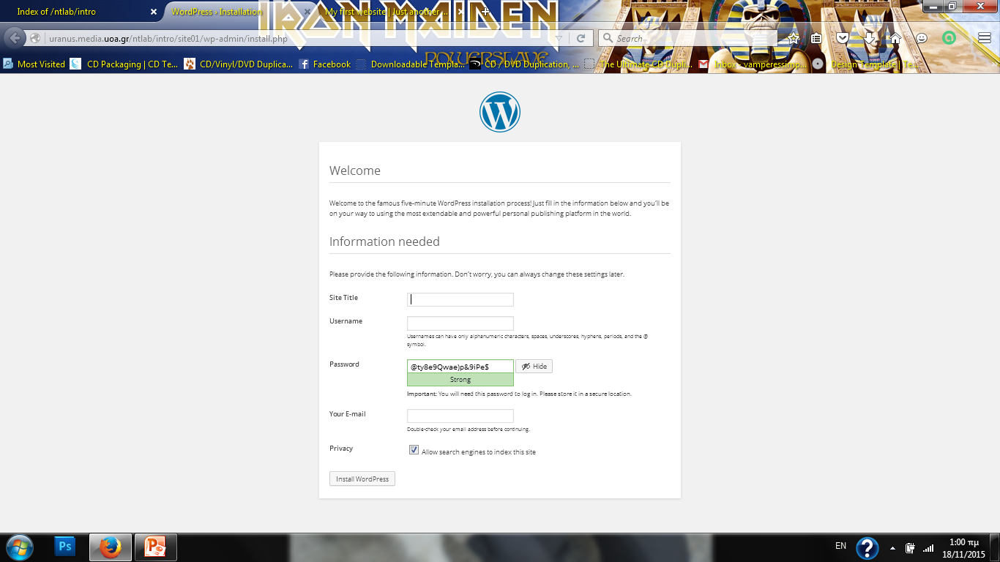 Index of /ntlab/intro
WordPress › Installation
My first website | Just another ...
IRON MAIDEN
POWERSLAVE
uranus.media.uoa.gr/ntlab/intro/site01/wp-admin/install.php
Search
Most Visited
CD Packaging | CD Te...
CD/Vinyl/DVD Duplica...
Facebook
Downloadable Templa...
CD / DVD Duplication, ...
The Ultimate CD Dupli...
Inbox - vamperessimp...
Design Template | Te...
Welcome
Welcome to the famous five-minute WordPress installation process! Just fill in the information below and you’ll be
on your way to using the most extendable and powerful personal publishing platform in the world.
Information needed
Please provide the following information. Don’t worry, you can always change these settings later.
Site Title
Username
Usernames can have only alphanumeric characters, spaces, underscores, hyphens, periods, and the @
symbol.
Password
@ty8e9Qwae)p&9iPe$
Hide
Strong
Important: You will need this password to log in. Please store it in a secure location.
Your E-mail
Double-check your email address before continuing.
Privacy
Allow search engines to index this site
Install WordPress
Ps
EN
1:00 πμ
18/11/2015